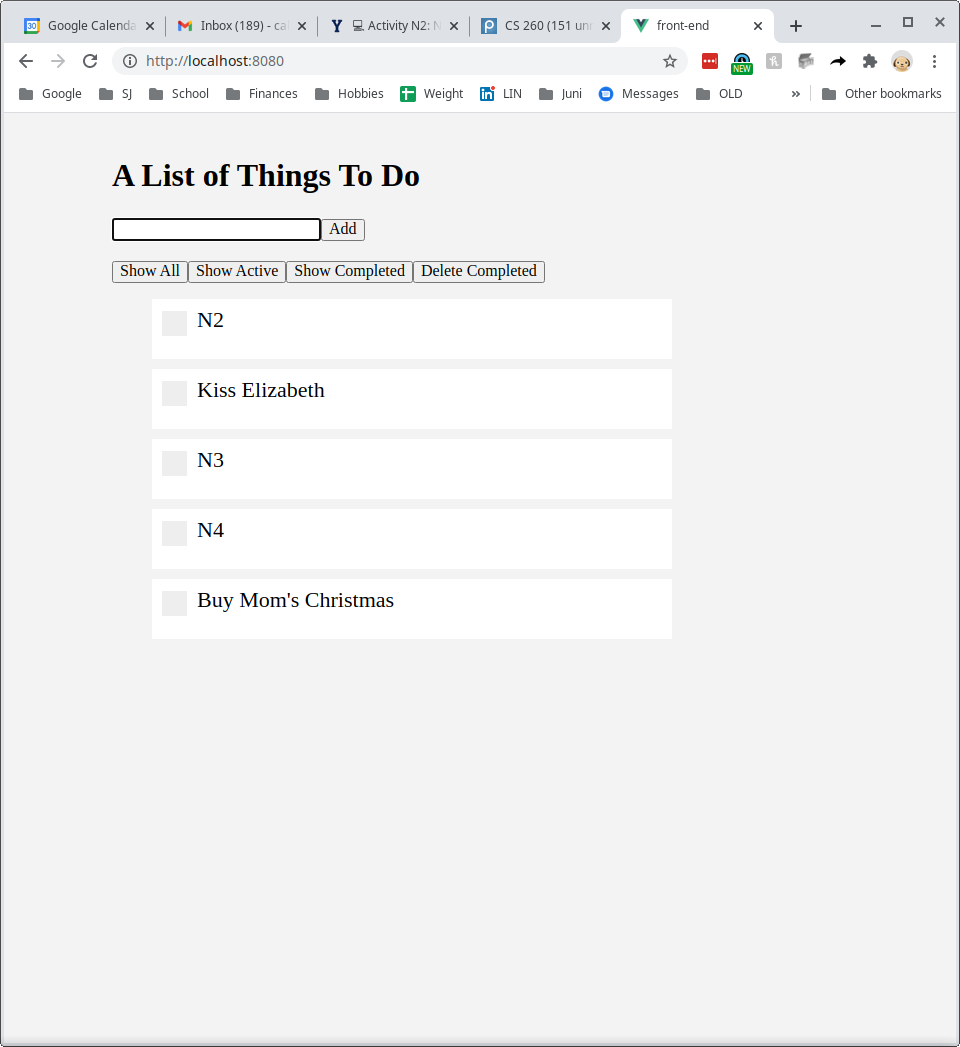 30 Google Calenda Inbox (189) - ca Activity N2: N CS 260 (151 un front-end
http://localhost:8080 NEW
Google SJ School Finances Hobbies Weight LIN Juni Messages OLD » Other bookmarks
A List of Things To Do
Add
Show All Show Active Show Completed Delete Completed
N2
Kiss Elizabeth
N3
N4
Buy Mom's Christmas